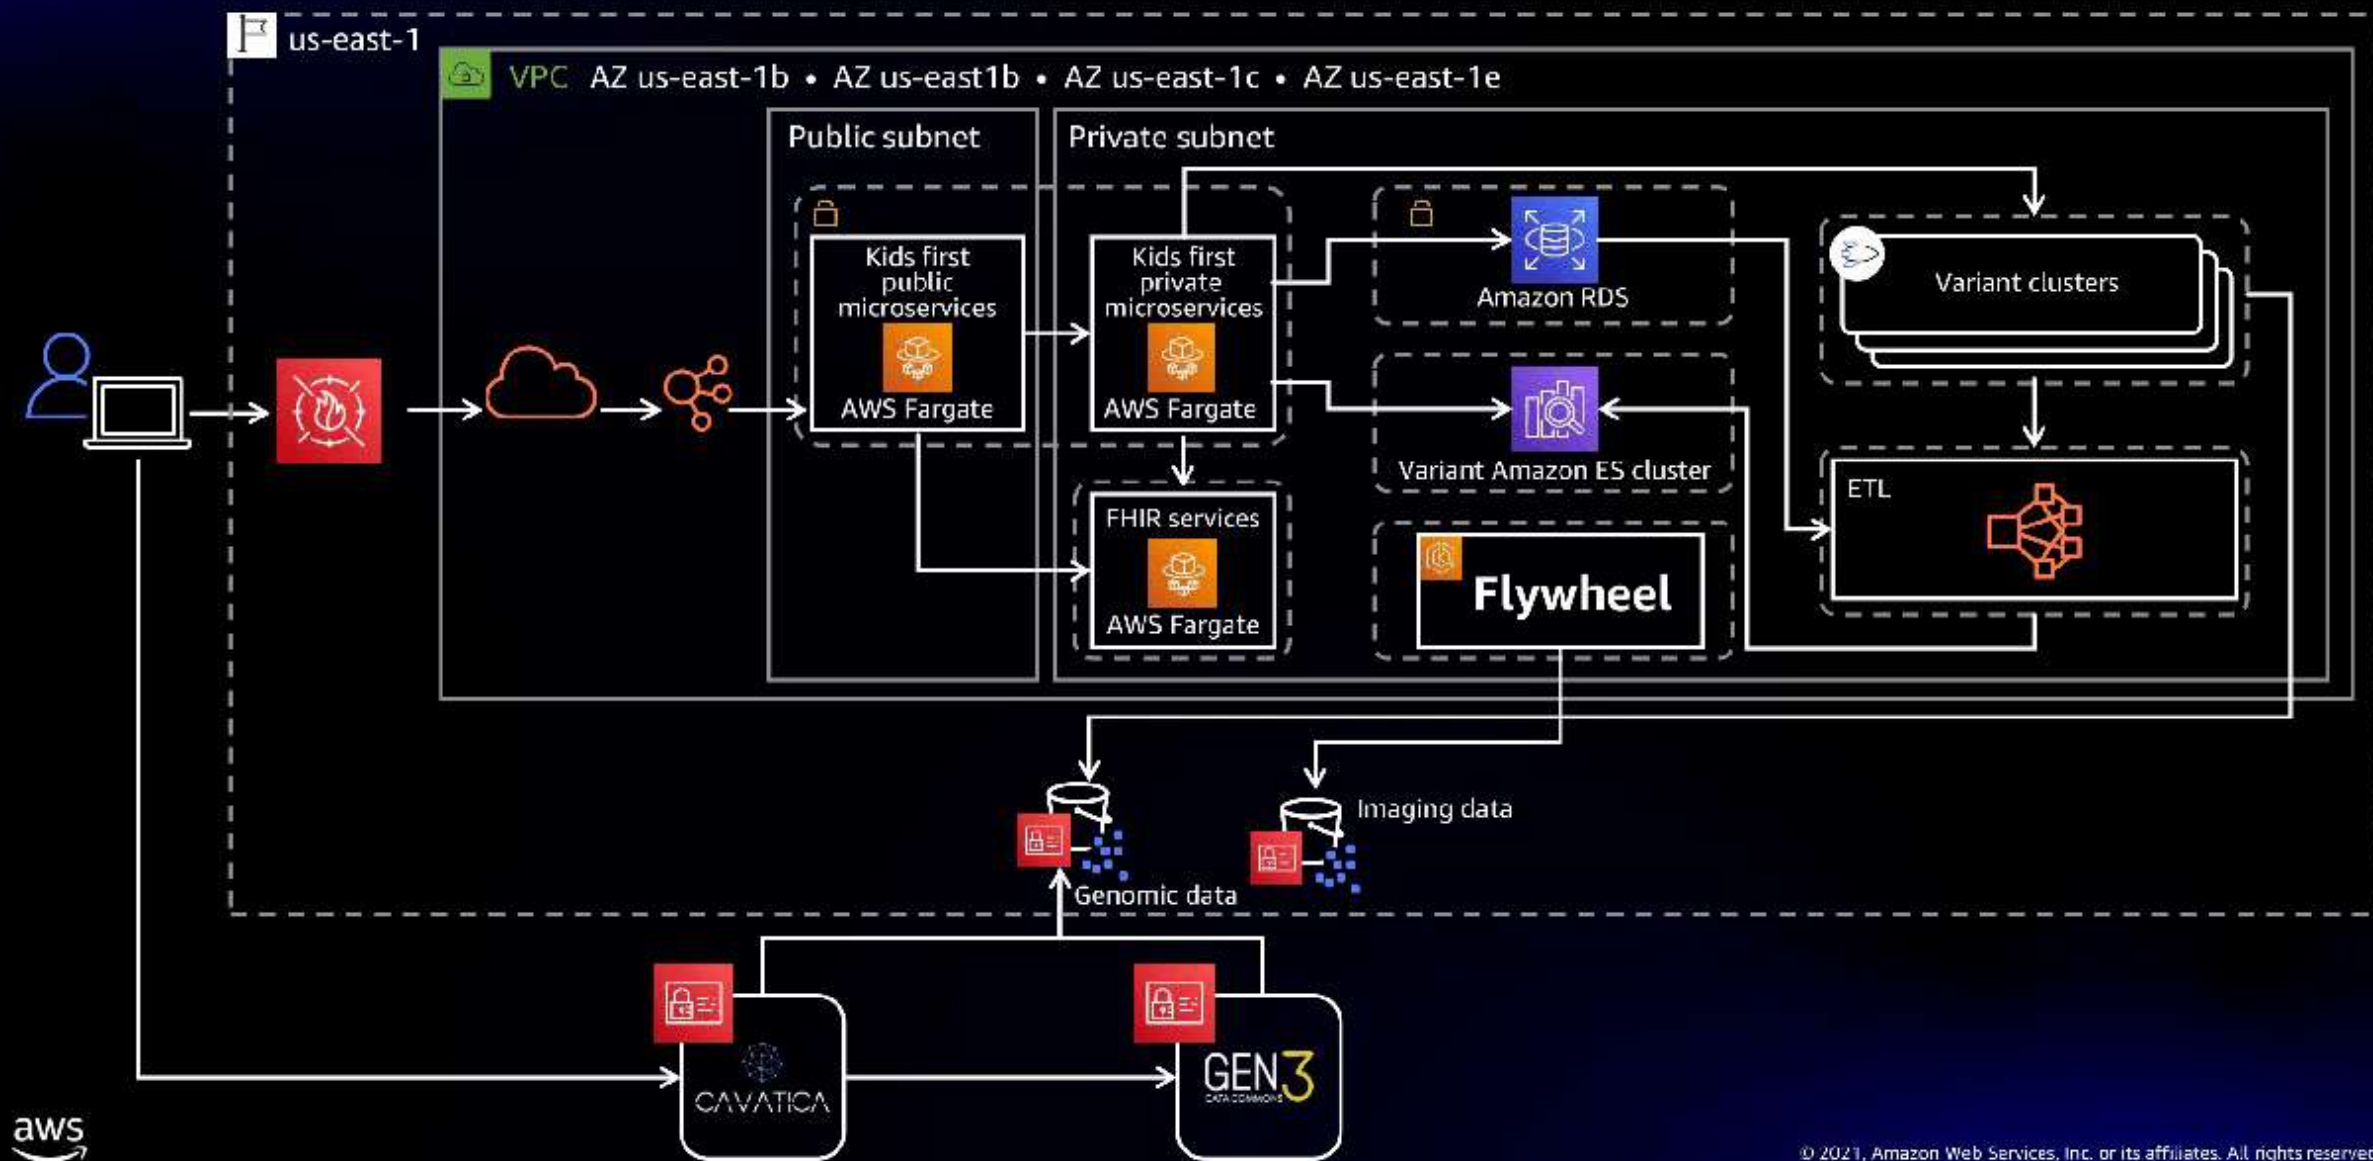 us-east-1
VPC AZ us-east-1b • AZ us-east1b • AZ us-east-1c • AZ us-east-1e
Public subnet
Private subnet
Kids first
public
microservices
AWS Fargate
Kids first
private
microservices
AWS Fargate
Amazon RDS
Variant clusters
Variant Amazon ES cluster
ETL
FHIR services
AWS Fargate
Flywheel
Imaging data
Genomic data
CAVATICA
GEN3
DATA COMMONS
aws
© 2021, Amazon Web Services, Inc. or its affiliates. All rights reserved